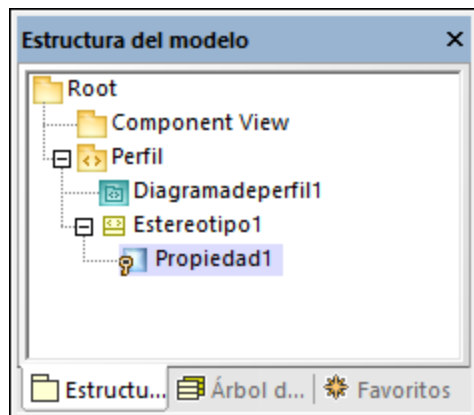 Estructura del modelo
Root
Component View
Perfil
Diagramadeperfil1
Estereotipo1
Propiedad1
Estructu... Árbol d... Favoritos